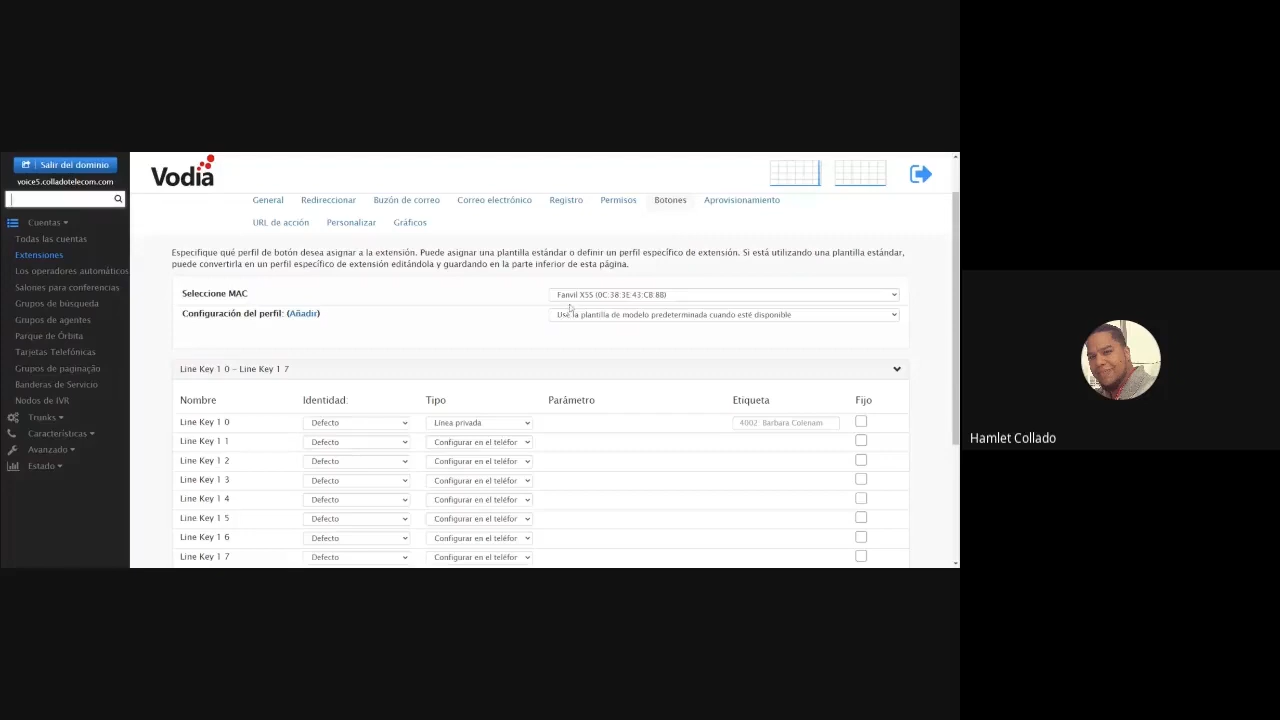 Salir del dominio
voice5.colladotelecom.com
Cuentas
Todas las cuentas
Extensiones
Los operadores automáticos
Salones para conferencias
Grupos de búsqueda
Grupos de agentes
Parque de Órbita
Tarjetas Telefónicas
Grupos de paginação
Banderas de Servicio
Nodos de IVR
Trunks
Características
Avanzado
Estado
Vodia
General Redireccionar Buzón de correo Correo electrónico Registro Permisos Botones Aprovisionamiento
URL de acción Personalizar Gráficos
Especifique qué perfil de botón desea asignar a la extensión. Puede asignar una plantilla estándar o definir un perfil específico de extensión. Si está utilizando una plantilla estándar,
puede convertirla en un perfil específico de extensión editándola y guardando en la parte inferior de esta página.
Seleccione MAC Fanvil X5S (0C:38:3E:43:CB:8B)
Configuración del perfil: (Añadir) Use la plantilla de modelo predeterminada cuando esté disponible
Line Key 1 0 - Line Key 1 7
Nombre Identidad: Tipo Parámetro Etiqueta Fijo
Line Key 1 0 Defecto Línea privada 4002 Barbara Colenam
Line Key 1 1 Defecto Configurar en el teléfor
Line Key 1 2 Defecto Configurar en el teléfor
Line Key 1 3 Defecto Configurar en el teléfor
Line Key 1 4 Defecto Configurar en el teléfor
Line Key 1 5 Defecto Configurar en el teléfor
Line Key 1 6 Defecto Configurar en el teléfor
Line Key 1 7 Defecto Configurar en el teléfor
Hamlet Collado